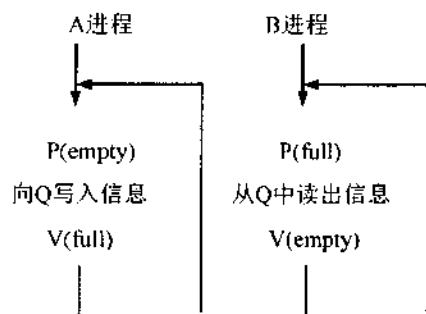 A进程
B进程
P(empty)
P(full)
向Q写入信息
从Q中读出信息
V(full)
V(empty)